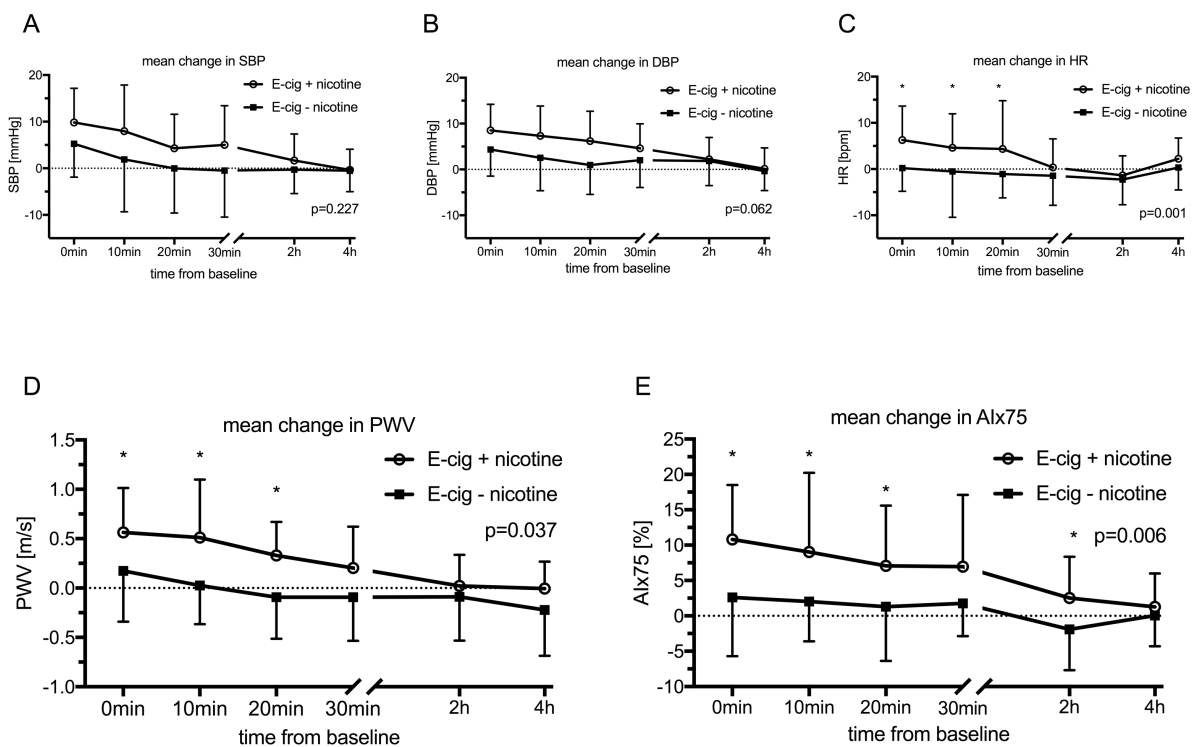 A
mean change in SBP
E-cig + nicotine
E-cig - nicotine
SBP [mmHg]
20
10
0
-10
p=0.227
0min 10min 20min 30min 2h 4h
time from baseline
B
mean change in DBP
E-cig + nicotine
E-cig - nicotine
DBP [mmHg]
20
10
0
-10
p=0.062
0min 10min 20min 30min 2h 4h
time from baseline
C
mean change in HR
E-cig + nicotine
E-cig - nicotine
HR [bpm]
20
10
0
-10
* * *
p=0.001
0min 10min 20min 30min 2h 4h
time from baseline
D
mean change in PWV
E-cig + nicotine
E-cig - nicotine
p=0.037
PWV [m/s]
1.5
1.0
0.5
0.0
-0.5
-1.0
* * *
0min 10min 20min 30min 2h 4h
time from baseline
E
mean change in AIx75
E-cig + nicotine
E-cig - nicotine
* p=0.006
AIx75 [%]
25
20
15
10
5
0
-5
-10
* * *
0min 10min 20min 30min 2h 4h
time from baseline